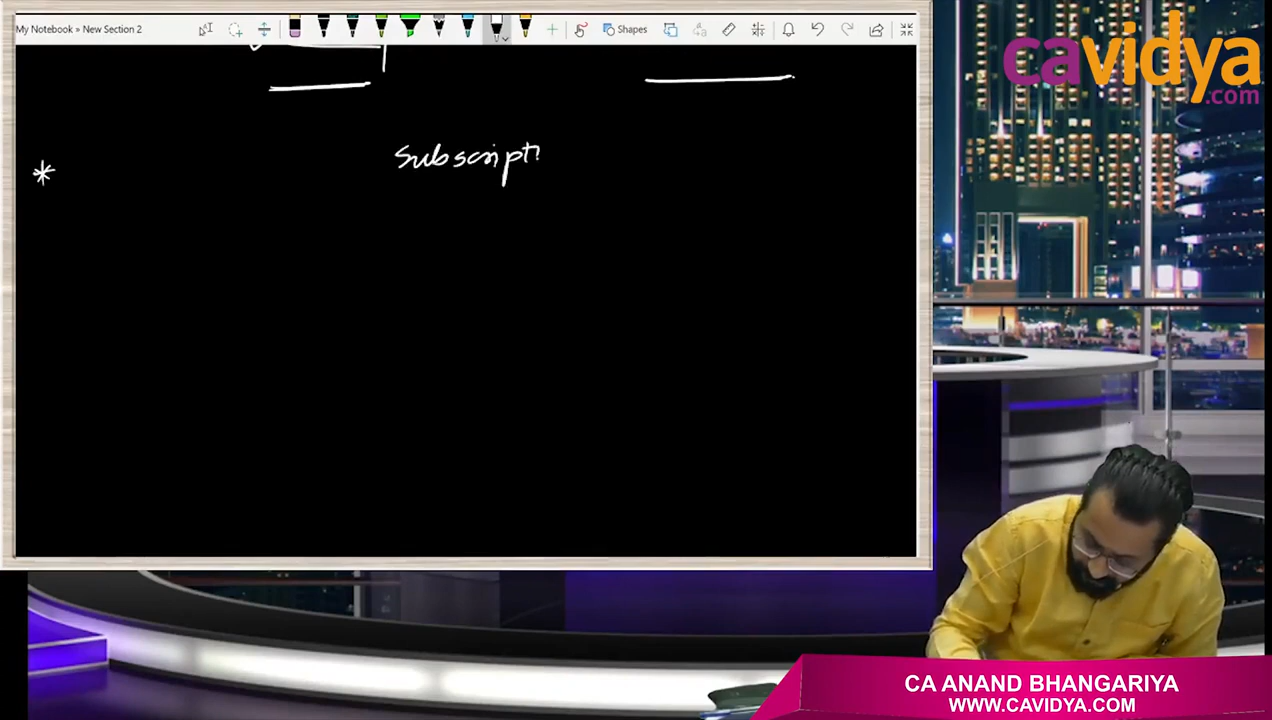 My Notebook » New Section 2
Shapes
cavidya
.com
* Subscripti
CA ANAND BHANGARIYA
WWW.CAVIDYA.COM